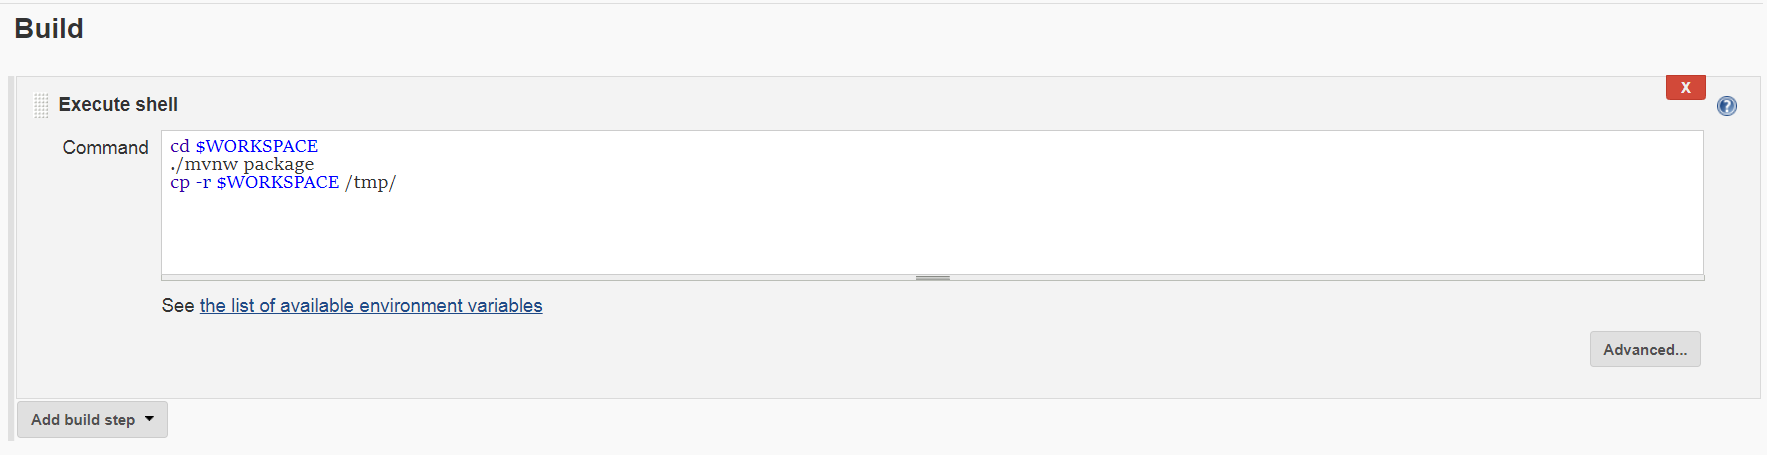 Build
Execute shell
X
?
Command
cd $WORKSPACE
./mvnw package
cp -r $WORKSPACE /tmp/
See the list of available environment variables
Advanced...
Add build step